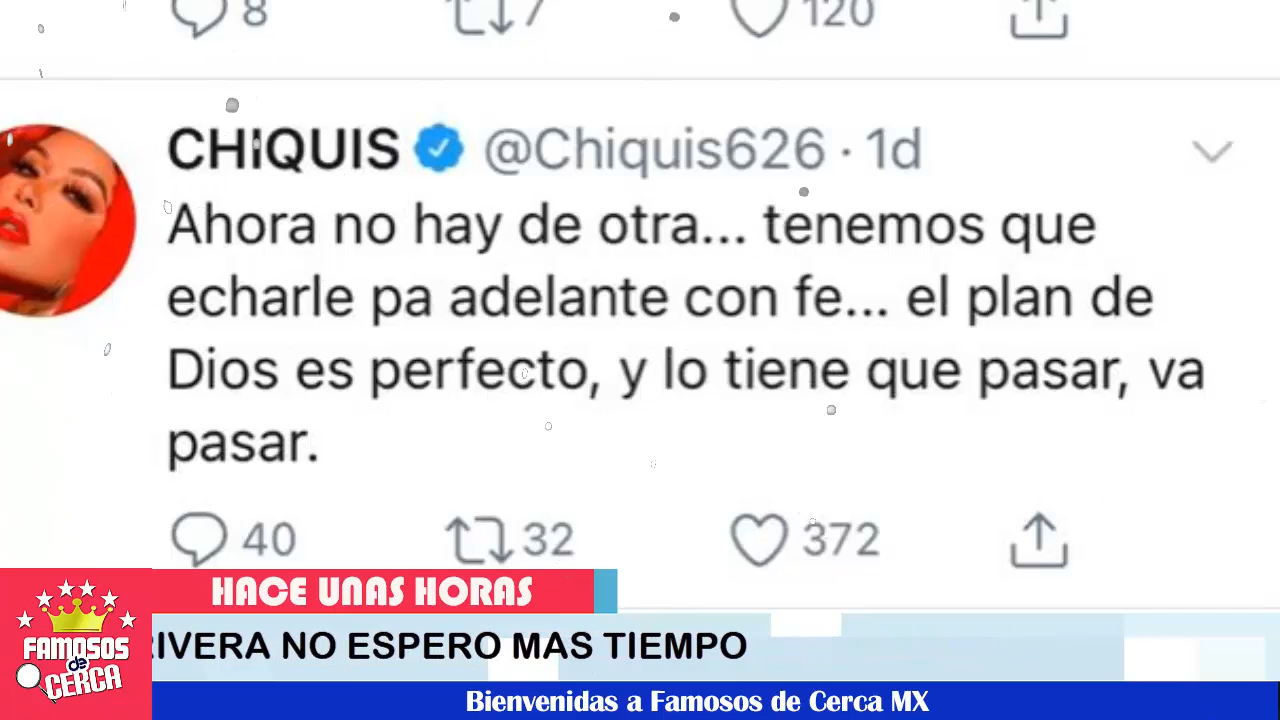 8 7 120
CHIQUIS @Chiquis626 · 1d
Ahora no hay de otra... tenemos que
echarle pa adelante con fe... el plan de
Dios es perfecto, y lo tiene que pasar, va
pasar.
40 32 372
HACE UNAS HORAS
RIVERA NO ESPERO MAS TIEMPO
FAMOSOS
de
CERCA
Bienvenidas a Famosos de Cerca MX